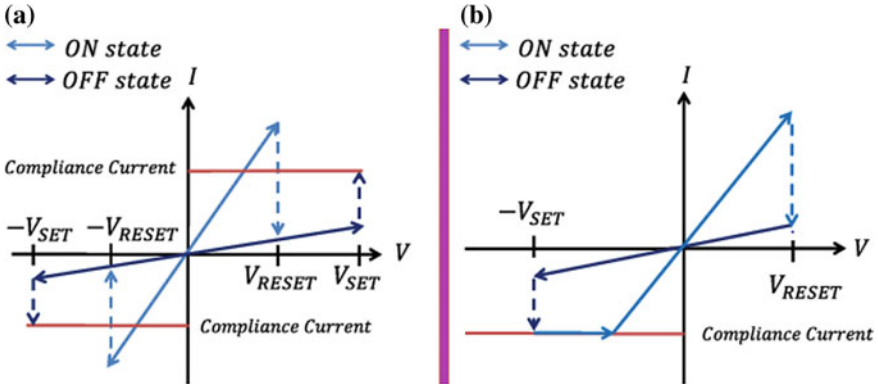 (a)
ON state
OFF state
I
Compliance Current
−V_SET
−V_RESET
V
V_RESET
V_SET
Compliance Current
(b)
ON state
OFF state
I
−V_SET
V
V_RESET
Compliance Current